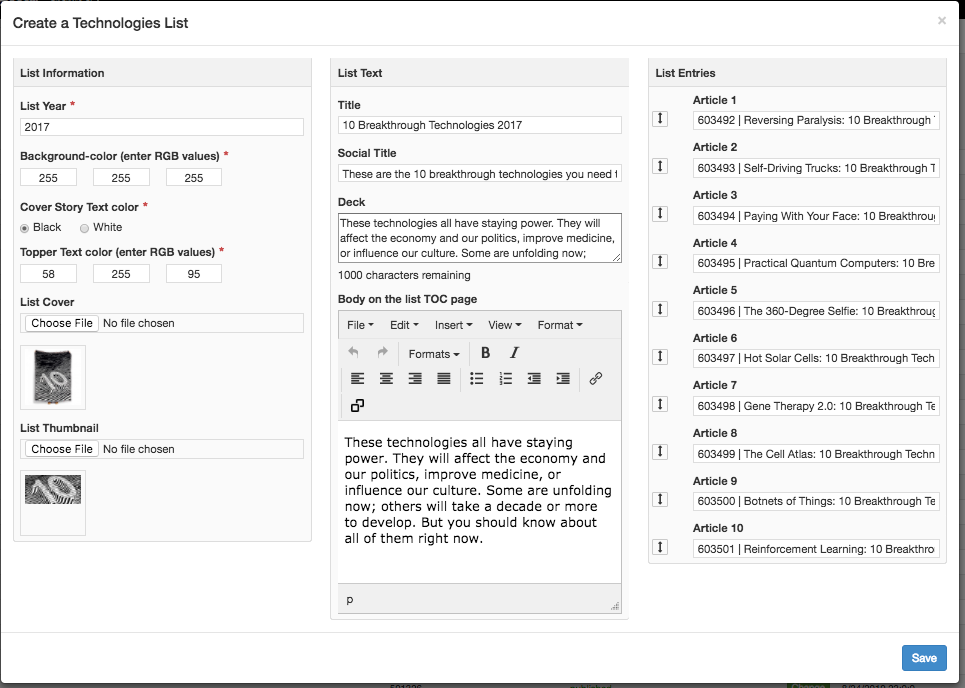 Create a Technologies List
×
List Information
List Year *
2017
Background-color (enter RGB values) *
255 255 255
Cover Story Text color *
Black White
Topper Text color (enter RGB values) *
58 255 95
List Cover
Choose File No file chosen
10
List Thumbnail
Choose File No file chosen
10
List Text
Title
10 Breakthrough Technologies 2017
Social Title
These are the 10 breakthrough technologies you need
Deck
These technologies all have staying power. They will
affect the economy and our politics, improve medicine,
or influence our culture. Some are unfolding now;
1000 characters remaining
Body on the list TOC page
File Edit Insert View Format
Formats B I
These technologies all have staying
power. They will affect the economy and
our politics, improve medicine, or
influence our culture. Some are unfolding
now; others will take a decade or more
to develop. But you should know about
all of them right now.
p
List Entries
Article 1
603492 | Reversing Paralysis: 10 Breakthrough
Article 2
603493 | Self-Driving Trucks: 10 Breakthrough T
Article 3
603494 | Paying With Your Face: 10 Breakthrou
Article 4
603495 | Practical Quantum Computers: 10 Bre
Article 5
603496 | The 360-Degree Selfie: 10 Breakthroug
Article 6
603497 | Hot Solar Cells: 10 Breakthrough Tech
Article 7
603498 | Gene Therapy 2.0: 10 Breakthrough Te
Article 8
603499 | The Cell Atlas: 10 Breakthrough Techn
Article 9
603500 | Botnets of Things: 10 Breakthrough Te
Article 10
603501 | Reinforcement Learning: 10 Breakthro
Save